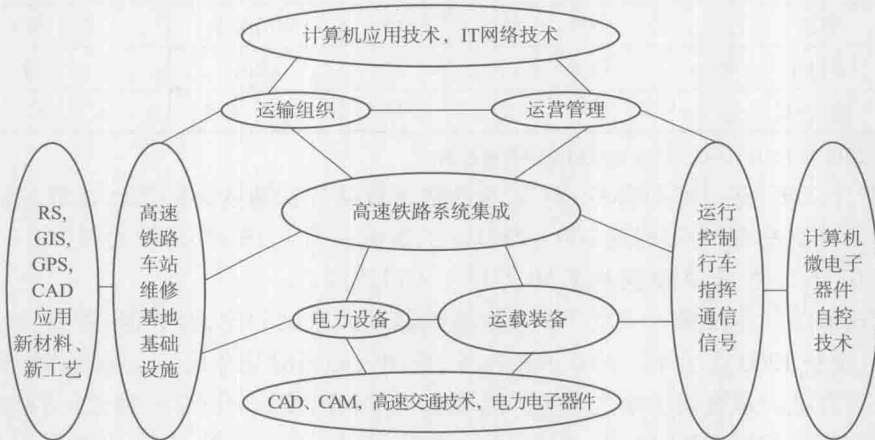 计算机应用技术、IT网络技术
运输组织
运营管理
RS,
GIS,
GPS,
CAD
应用
新材料、
新工艺
高速
铁路
车站
维修
基地
基础
设施
高速铁路系统集成
运行
控制
行车
指挥
通信
信号
计算机
微电子
器件
自控
技术
电力设备
运载装备
CAD、CAM，高速交通技术，电力电子器件